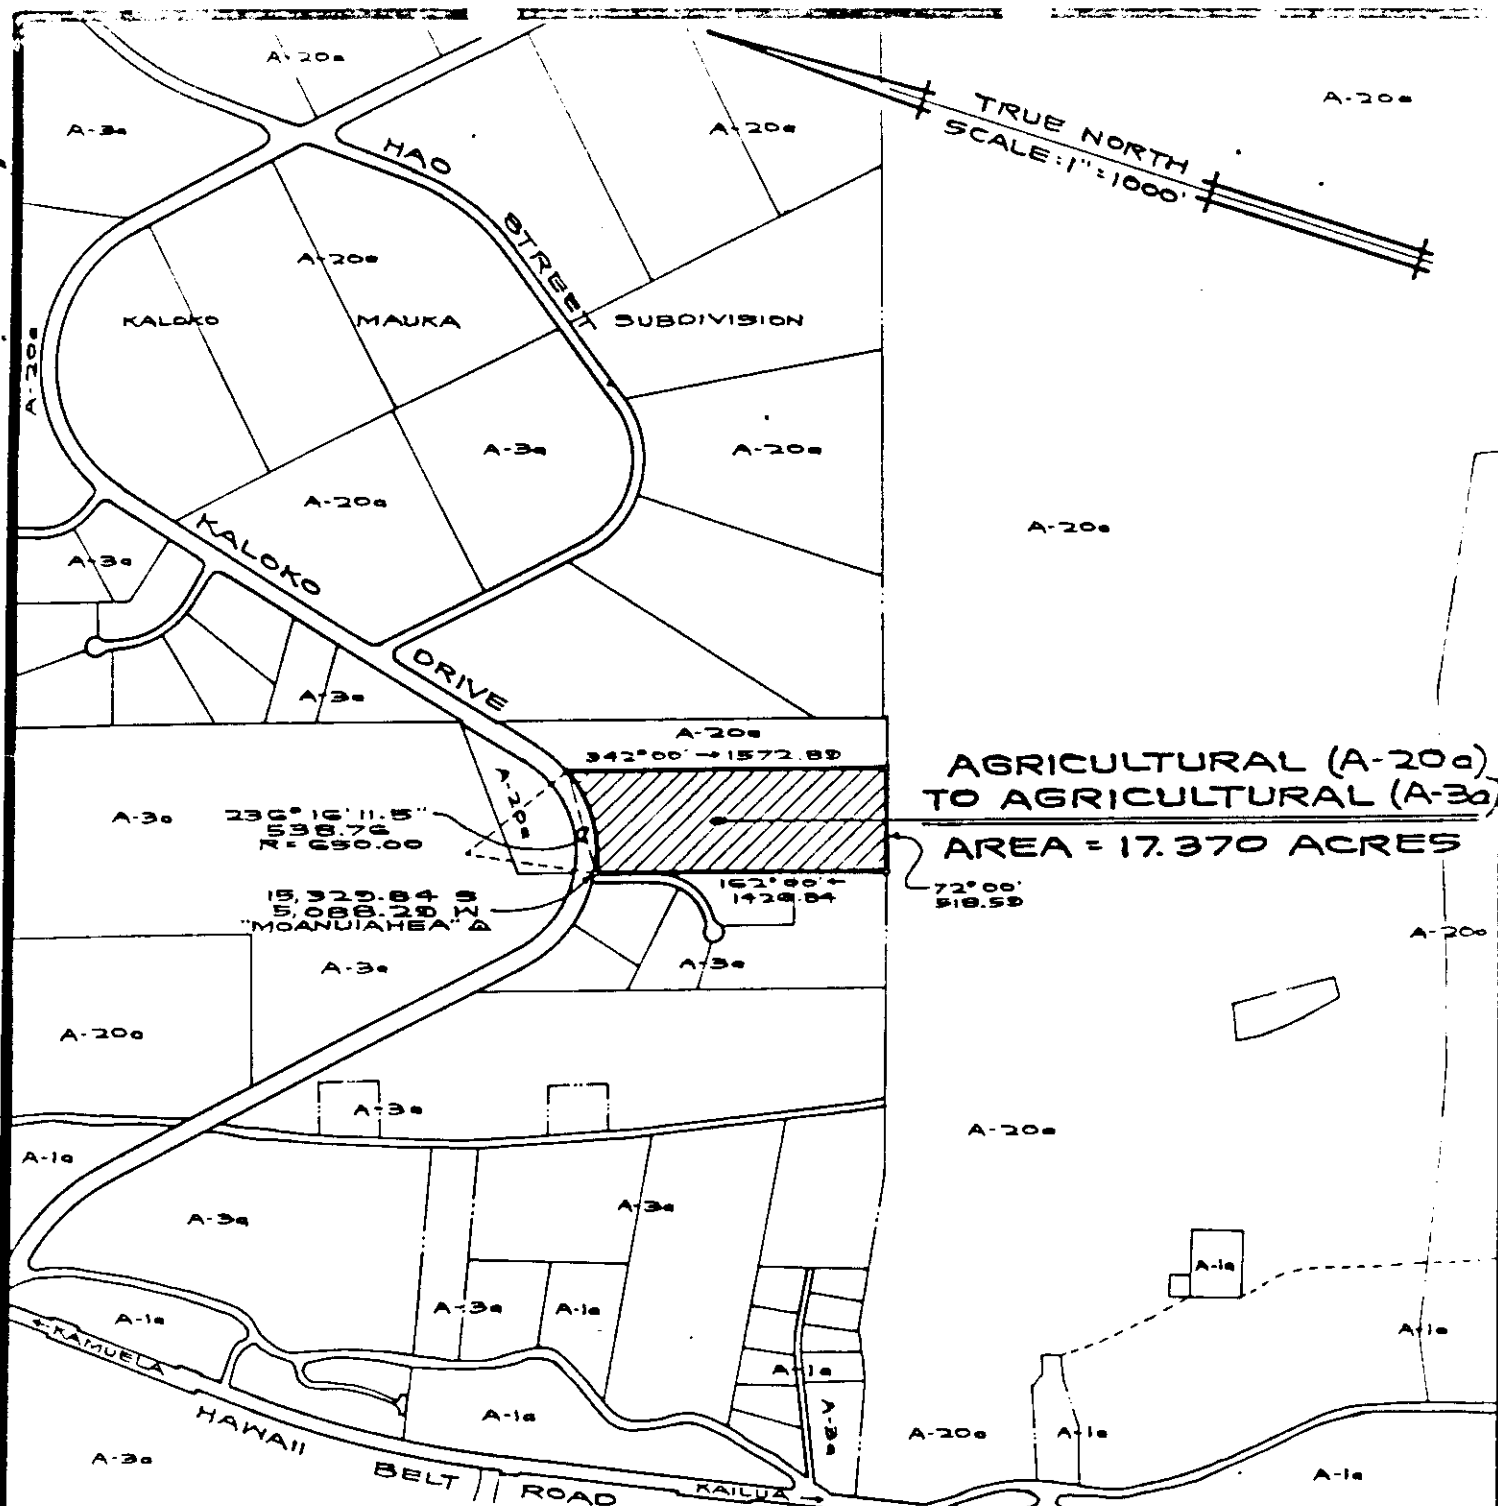 A-20a
A-3a
HAO
STREET
A-20a
TRUE NORTH
SCALE: 1" = 1000'
A-20a
A-20a
KALOKO MAUKA SUBDIVISION
A-20a
A-3a
A-20a
A-20a
A-20a
KALOKO
DRIVE
A-3a
A-3a
A-20a
342°00' → 1572.89
AGRICULTURAL (A-20a)
TO AGRICULTURAL (A-3a)
AREA = 17.370 ACRES
A-20a
A-3a
236° 16' 11.5"
538.76
R = 650.00
15,329.84 S
5,088.29 W
"MOANUIAHEA" △
162°00' ←
72°00'
518.59
A-3a
A-3a
A-20a
A-20a
A-3a
A-20a
A-1a
A-3a
A-3a
A-1a
A-3a
A-1a
A-1a
A-1a
← KAMUELA
A-1a
A-3a
A-1a
A-20a
A-1a
A-1a
A-3a
HAWAII BELT ROAD
KAILUA →